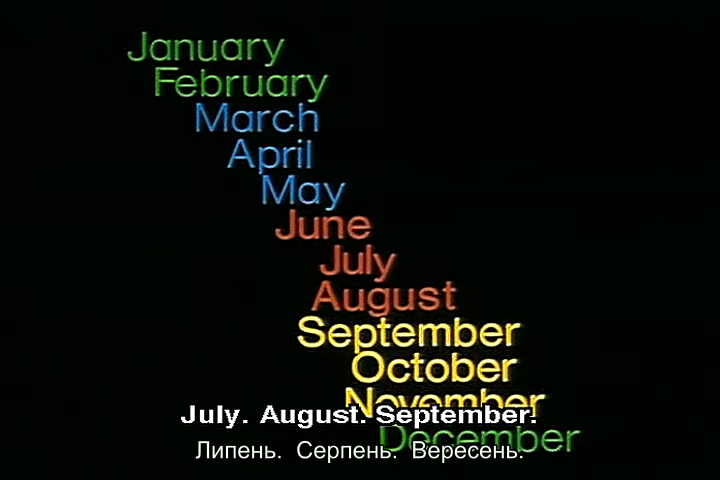 January
February
March
April
May
June
July
August
September
October
November
July. August. September.
December
Липень. Серпень. Вересень.